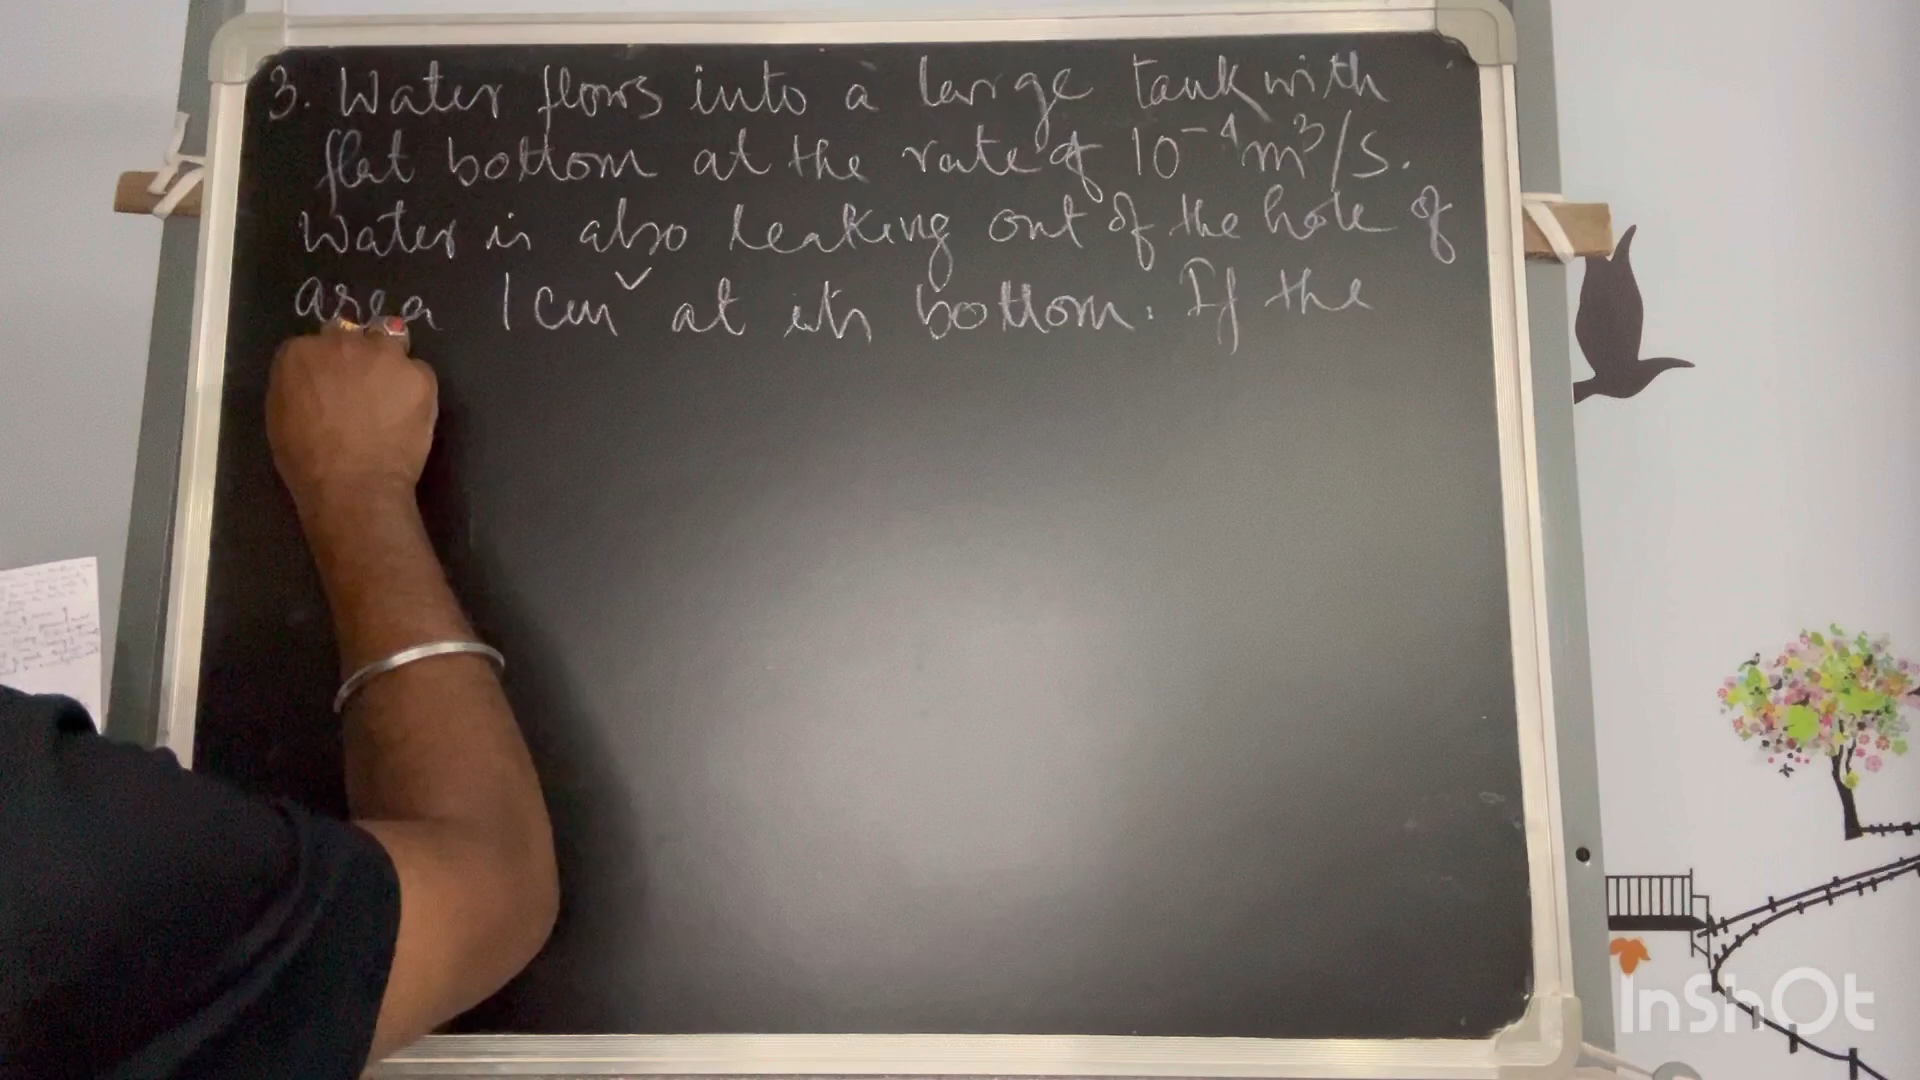 3. Water flows into a large tank with
flat bottom at the rate of 10⁻⁴ m³/s.
Water is also leaking out of the hole of
area 1 cm² at its bottom. If the
InShOt